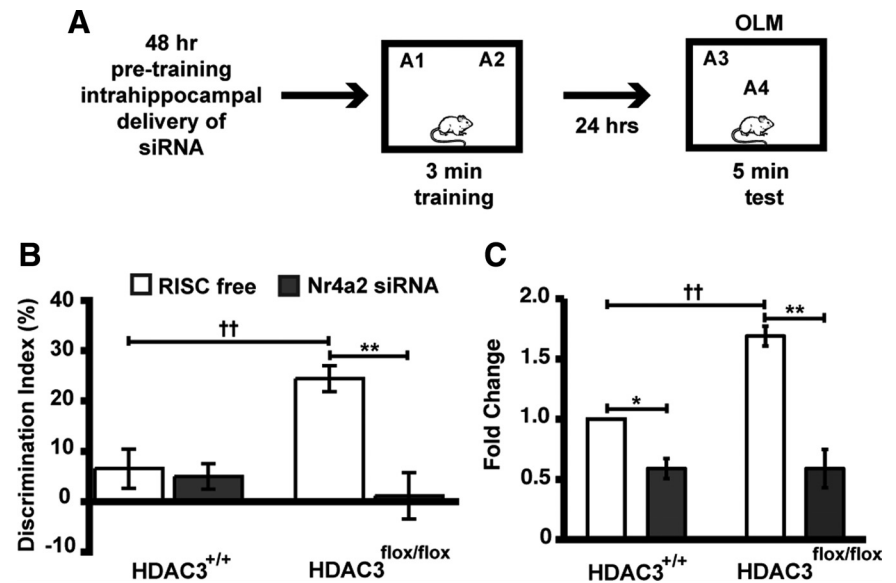 A
48 hr
pre-training
intrahippocampal
delivery of
siRNA
A1 A2
3 min
training
24 hrs
OLM
A3
A4
5 min
test
B
RISC free Nr4a2 siRNA
Discrimination Index (%)
40
30
20
10
0
-10
††
**
HDAC3+/+
HDAC3flox/flox
C
Fold Change
2.0
1.5
1.0
0.5
0
††
**
*
HDAC3+/+
HDAC3flox/flox